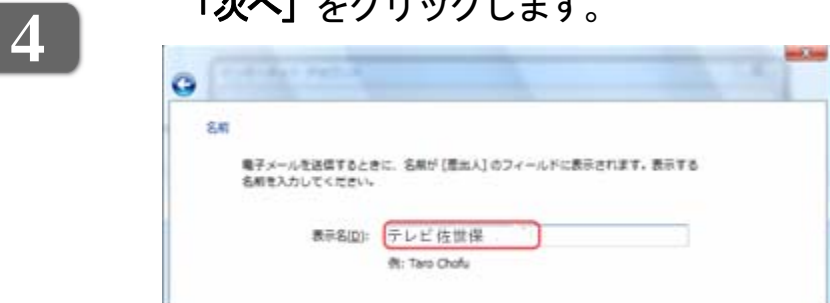 「次へ」をクリックします。
4
名前
電子メールを送信するときに、名前が [差出人] のフィールドに表示されます。表示する
名前を入力してください。
表示名(D): テレビ佐世保
例: Taro Chofu